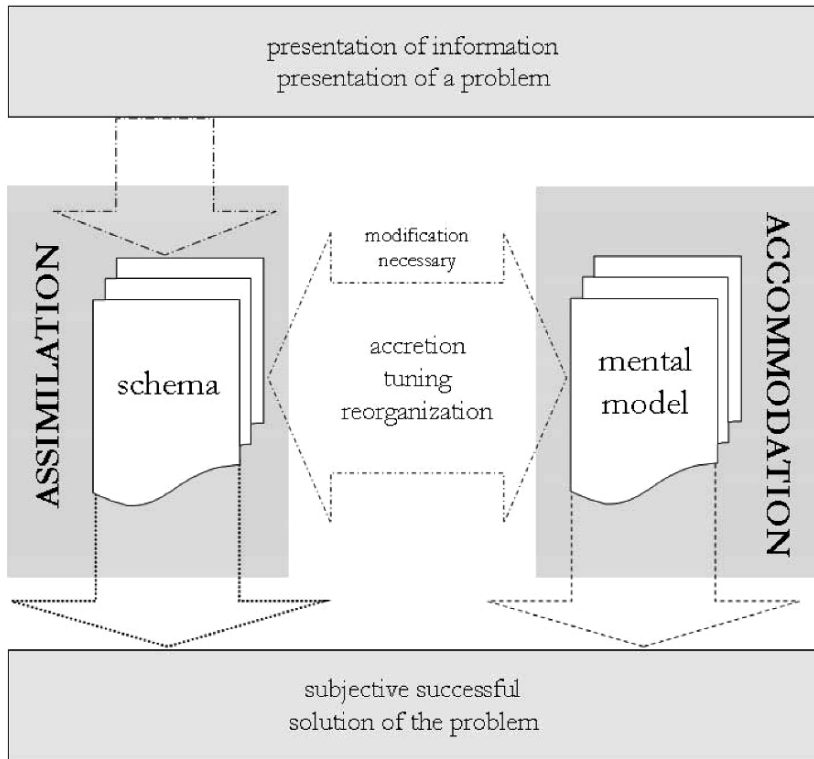 presentation of information
presentation of a problem
ASSIMILATION
schema
modification
necessary
accretion
tuning
reorganization
mental
model
ACCOMMODATION
subjective successful
solution of the problem